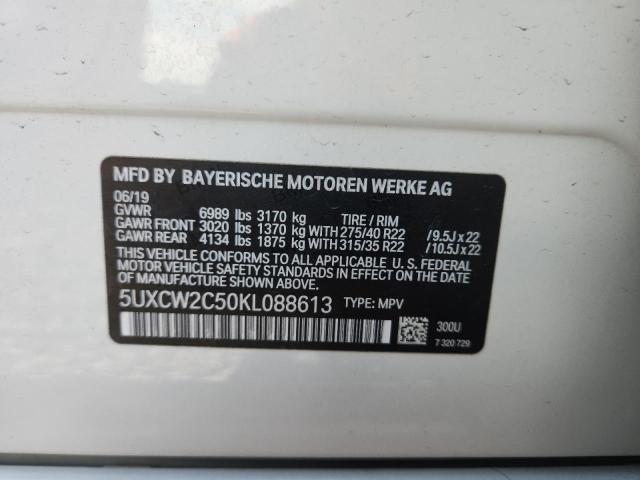 MFD BY BAYERISCHE MOTOREN WERKE AG
06/19
GVWR 6989 lbs 3170 kg TIRE / RIM
GAWR FRONT 3020 lbs 1370 kg WITH 275/40 R22 /9.5J x 22
GAWR REAR 4134 lbs 1875 kg WITH 315/35 R22 /10.5J x 22
THIS VEHICLE CONFORMS TO ALL APPLICABLE U.S. FEDERAL
MOTOR VEHICLE SAFETY STANDARDS IN EFFECT ON THE DATE
OF MANUFACTURE SHOWN ABOVE.
5UXCW2C50KL088613 TYPE: MPV
300U
7 320 729